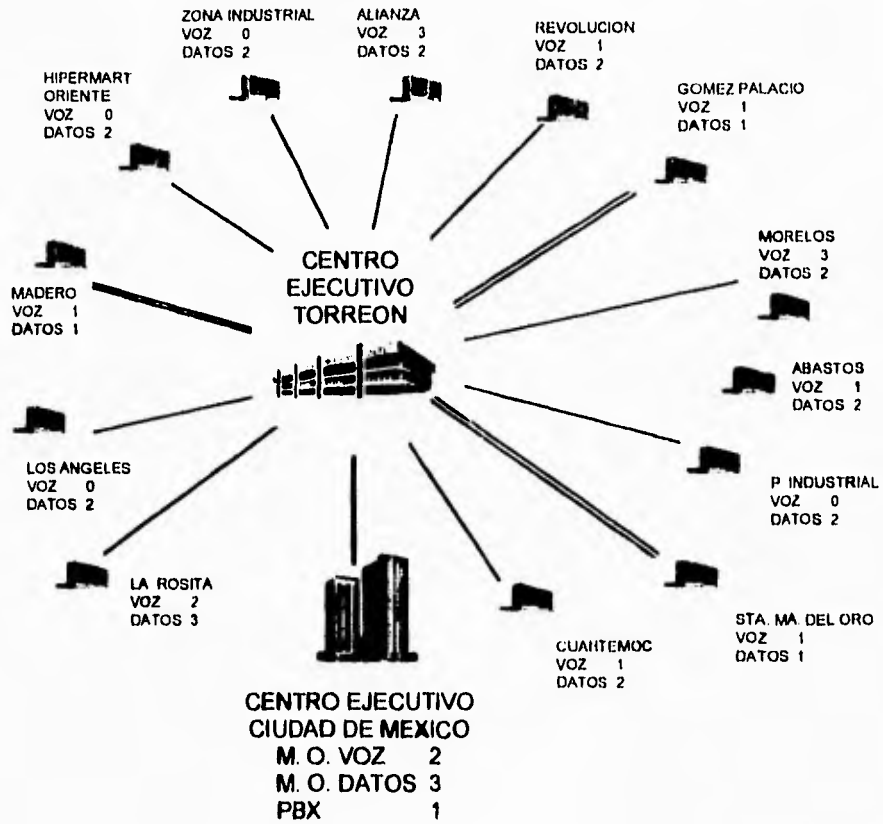 ZONA INDUSTRIAL
VOZ 0
DATOS 2
ALIANZA
VOZ 3
DATOS 2
REVOLUCION
VOZ 1
DATOS 2
HIPERMART
ORIENTE
VOZ 0
DATOS 2
GOMEZ PALACIO
VOZ 1
DATOS 1
MORELOS
VOZ 3
DATOS 2
CENTRO
EJECUTIVO
TORREON
MADERO
VOZ 1
DATOS 1
ABASTOS
VOZ 1
DATOS 2
LOS ANGELES
VOZ 0
DATOS 2
P INDUSTRIAL
VOZ 0
DATOS 2
LA ROSITA
VOZ 2
DATOS 3
STA. MA. DEL ORO
VOZ 1
DATOS 1
CUAHTEMOC
VOZ 1
DATOS 2
CENTRO EJECUTIVO
CIUDAD DE MEXICO
M. O. VOZ 2
M. O. DATOS 3
PBX 1